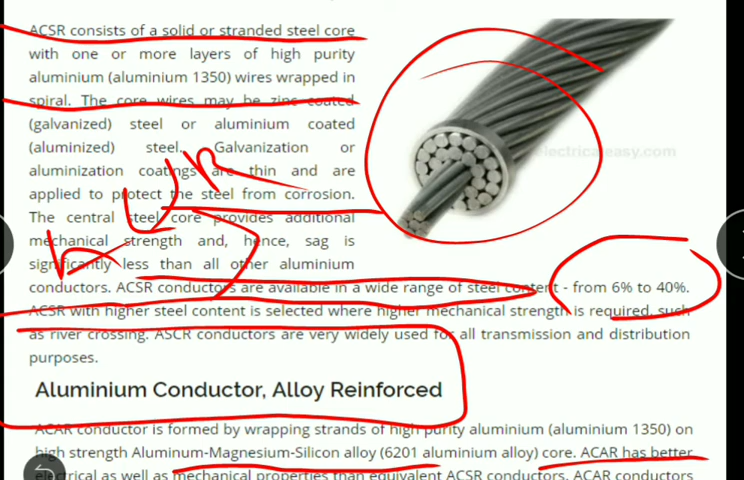 ACSR consists of a solid or stranded steel core
with one or more layers of high purity
aluminium (aluminium 1350) wires wrapped in
spiral. The core wires may be zinc coated
(galvanized) steel or aluminium coated
(aluminized) steel. Galvanization or
aluminization coatings are thin and are
applied to protect the steel from corrosion.
The central steel core provides additional
mechanical strength and, hence, sag is
significantly less than all other aluminium
conductors. ACSR conductors are available in a wide range of steel content - from 6% to 40%.
ACSR with higher steel content is selected where higher mechanical strength is required, such
as river crossing. ASCR conductors are very widely used for all transmission and distribution
purposes.
electricaleasy.com
Aluminium Conductor, Alloy Reinforced
ACAR conductor is formed by wrapping strands of high purity aluminium (aluminium 1350) on
high strength Aluminum-Magnesium-Silicon alloy (6201 aluminium alloy) core. ACAR has better
electrical as well as mechanical properties than equivalent ACSR conductors. ACAR conductors